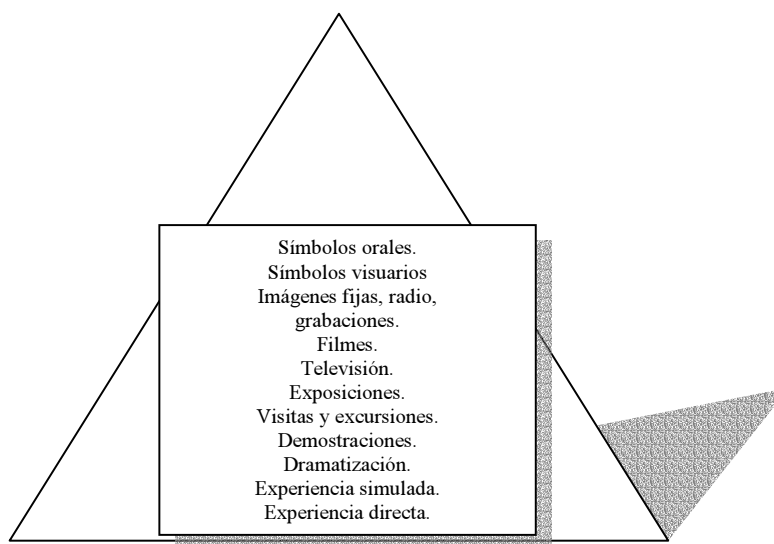 Símbolos orales.
Símbolos visuarios
Imágenes fijas, radio,
grabaciones.
Filmes.
Televisión.
Exposiciones.
Visitas y excursiones.
Demostraciones.
Dramatización.
Experiencia simulada.
Experiencia directa.